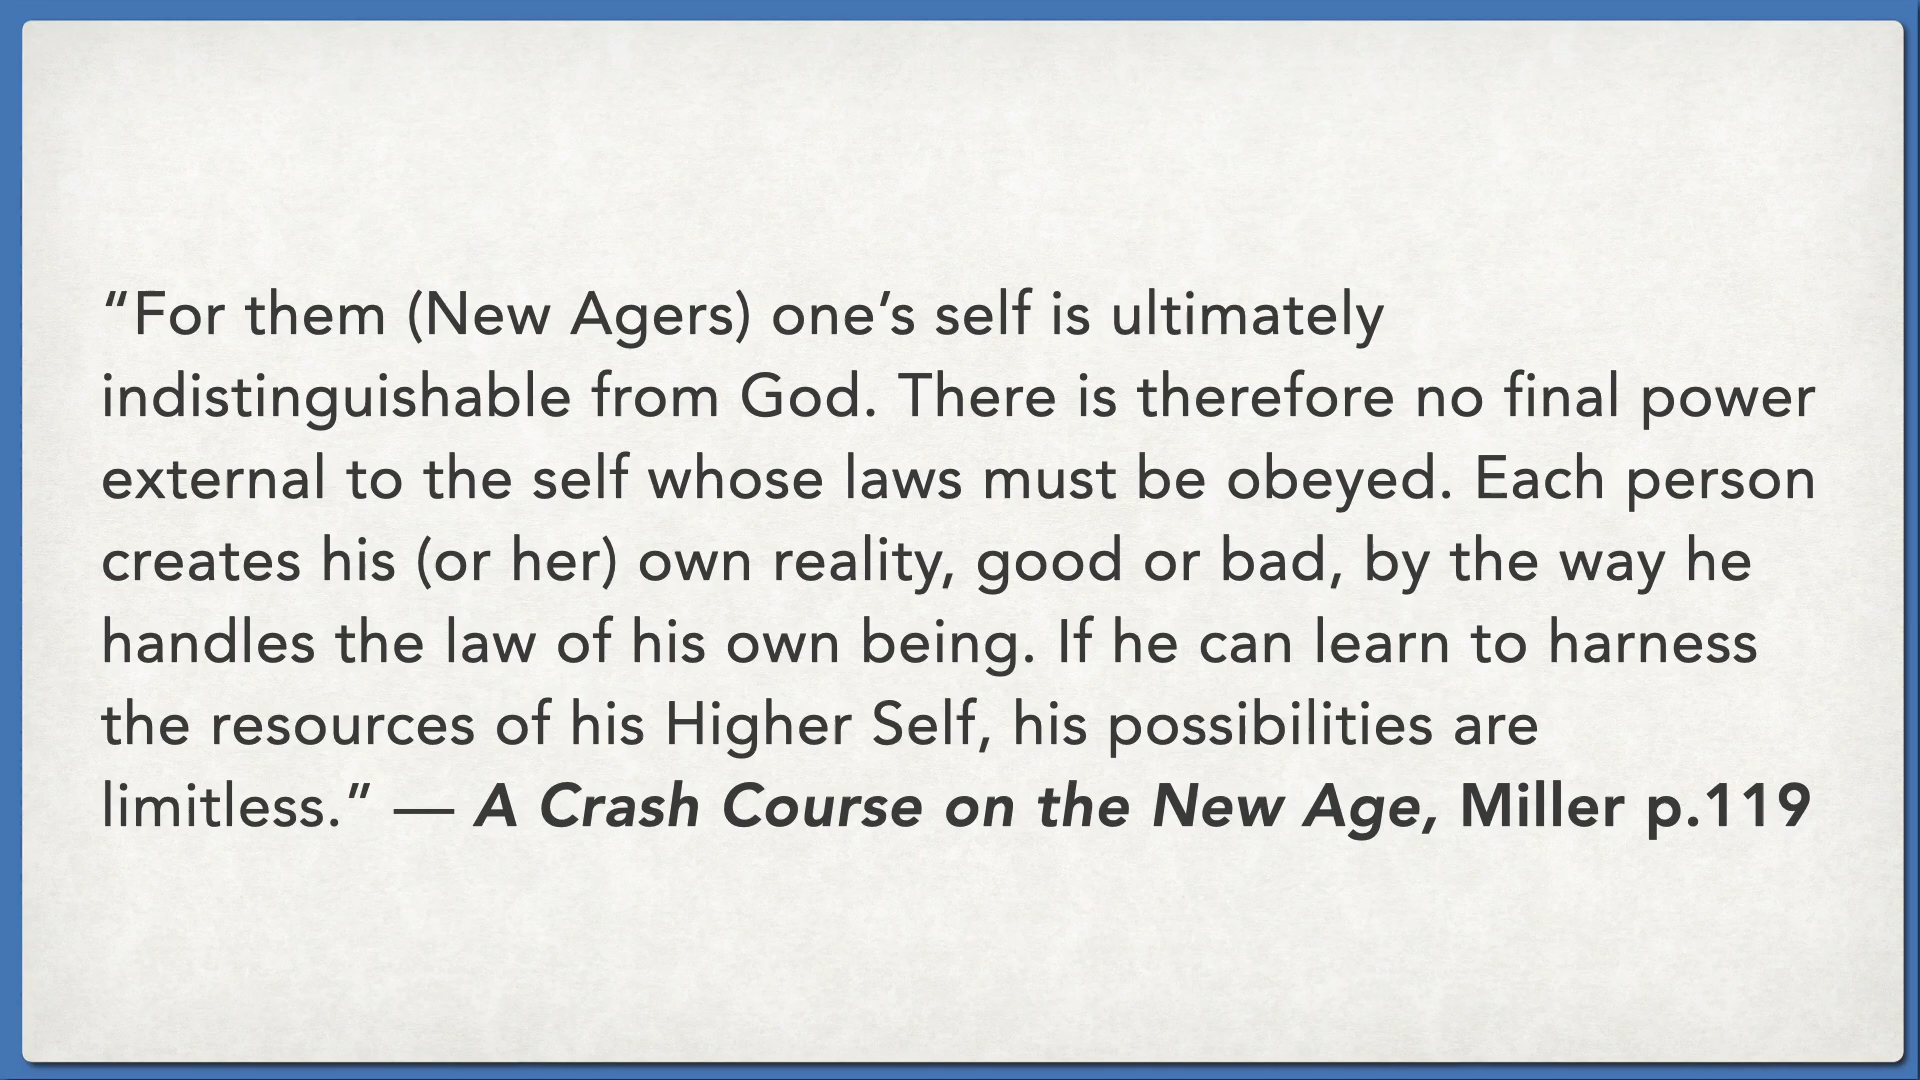 “For them (New Agers) one’s self is ultimately
indistinguishable from God. There is therefore no final power
external to the self whose laws must be obeyed. Each person
creates his (or her) own reality, good or bad, by the way he
handles the law of his own being. If he can learn to harness
the resources of his Higher Self, his possibilities are
limitless.” — A Crash Course on the New Age, Miller p.119